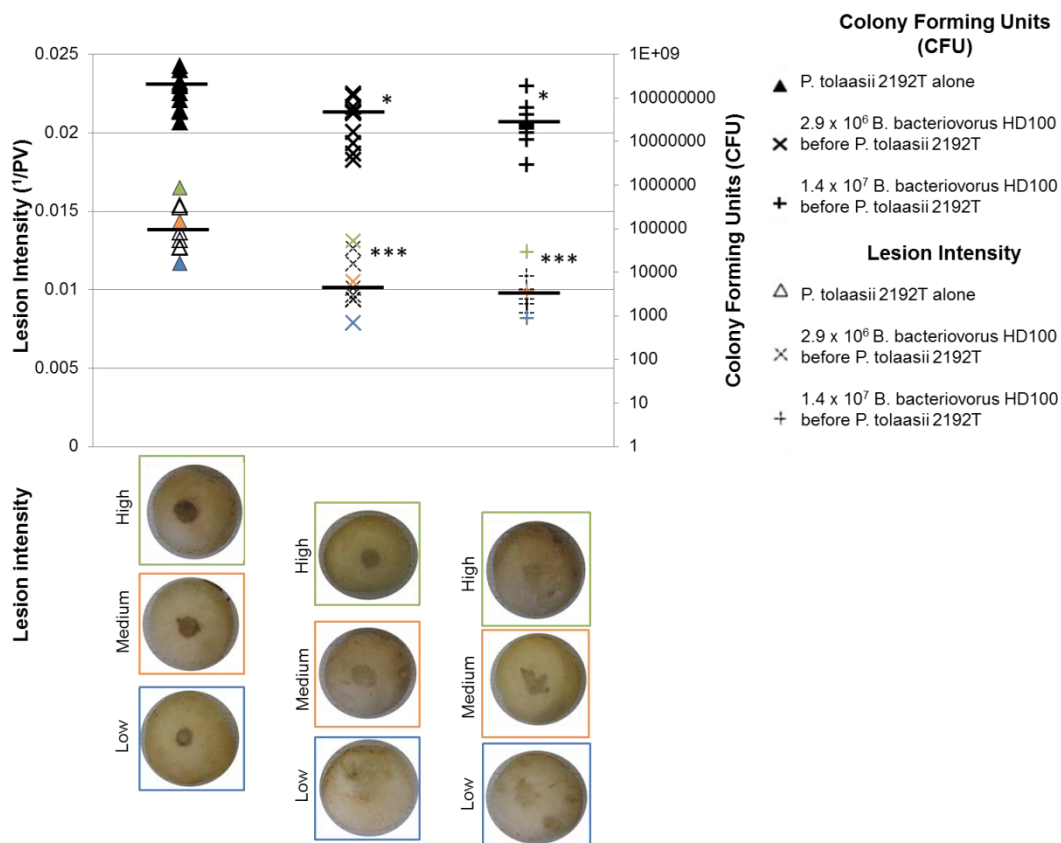 0.025
0.02
0.015
0.01
0.005
0
Lesion Intensity (¹/PV)
*
*
***
***
1E+09
100000000
10000000
1000000
100000
10000
1000
100
10
1
Colony Forming Units (CFU)
Colony Forming Units
(CFU)
P. tolaasii 2192T alone
2.9 x 10⁶ B. bacteriovorus HD100
before P. tolaasii 2192T
1.4 x 10⁷ B. bacteriovorus HD100
before P. tolaasii 2192T
Lesion Intensity
P. tolaasii 2192T alone
2.9 x 10⁶ B. bacteriovorus HD100
before P. tolaasii 2192T
1.4 x 10⁷ B. bacteriovorus HD100
before P. tolaasii 2192T
Lesion intensity
High
Medium
Low
High
Medium
Low
High
Medium
Low